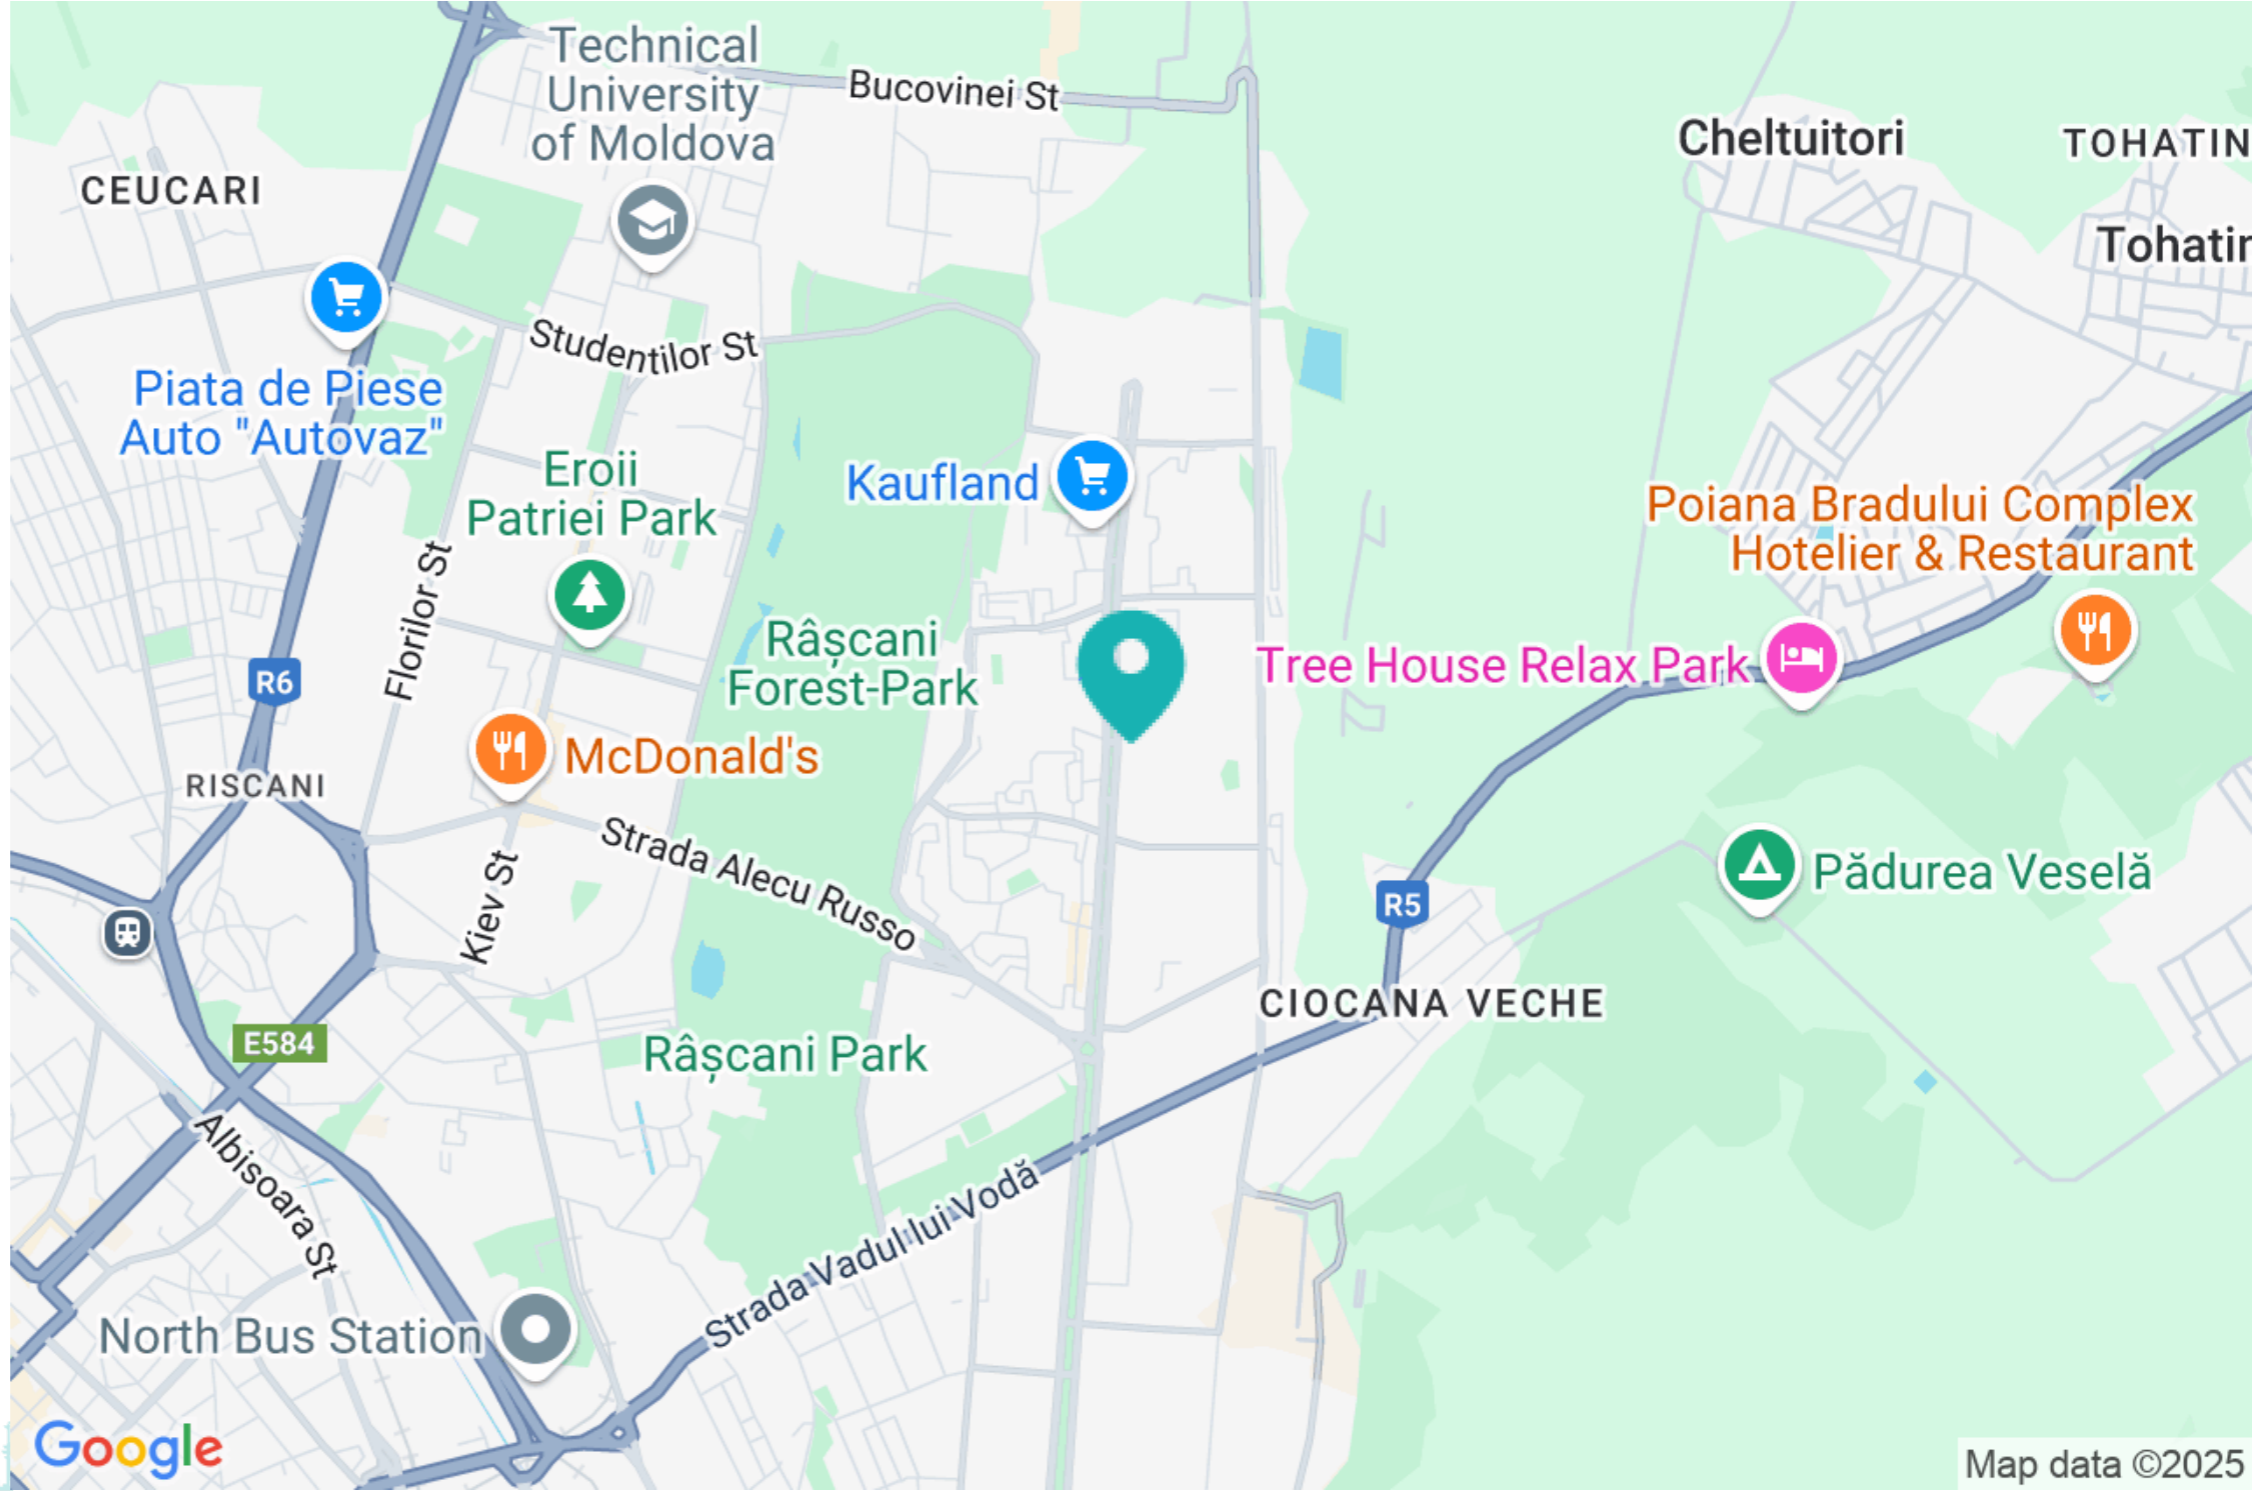 Technical
University
of Moldova
Bucovinei St
Cheltuitori
TOHATIN
Tohatin
CEUCARI
Studentilor St
Piata de Piese
Auto "Autovaz"
Eroii
Patriei Park
Kaufland
Poiana Bradului Complex
Hotelier & Restaurant
Florilor St
Râșcani
Forest-Park
Tree House Relax Park
R6
McDonald's
RISCANI
Strada Alecu Russo
Kiev St
R5
Pădurea Veselă
CIOCANA VECHE
E584
Râșcani Park
Albisoara St
Strada Vadul lui Vodă
North Bus Station
Google
Map data ©2025